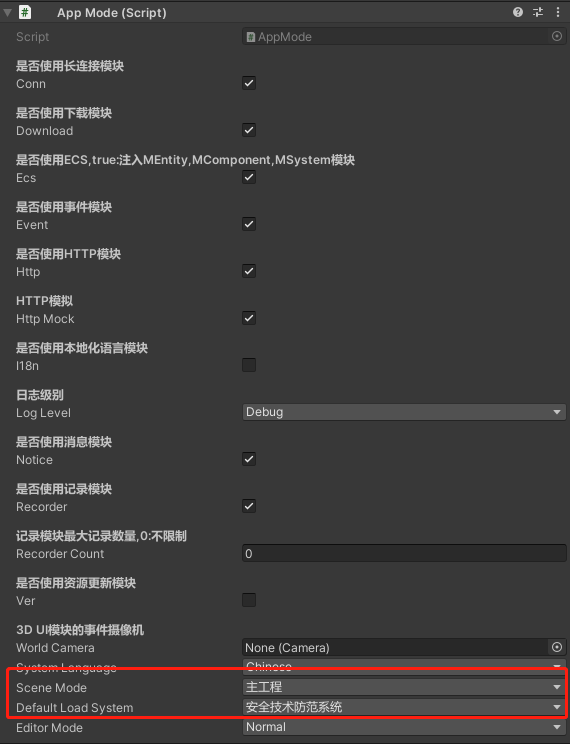 App Mode (Script)
Script
AppMode
是否使用长连接模块
Conn
是否使用下载模块
Download
是否使用ECS,true:注入MEntity,MComponent,MSystem模块
Ecs
是否使用事件模块
Event
是否使用HTTP模块
Http
HTTP模拟
Http Mock
是否使用本地化语言模块
I18n
日志级别
Log Level Debug
是否使用消息模块
Notice
是否使用记录模块
Recorder
记录模块最大记录数量,0:不限制
Recorder Count 0
是否使用资源更新模块
Ver
3D UI模块的事件摄像机
World Camera None (Camera)
System Language Chinese
Scene Mode 主工程
Default Load System 安全技术防范系统
Editor Mode Normal